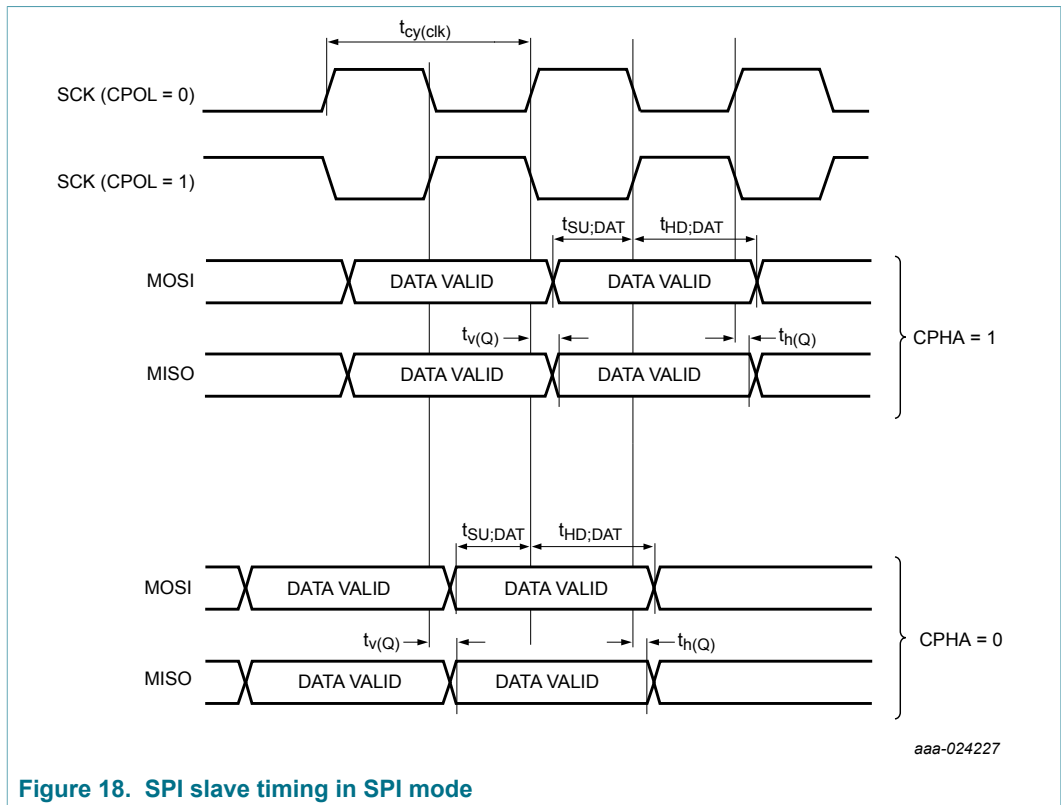 tcy(clk)
SCK (CPOL = 0)
SCK (CPOL = 1)
tSU;DAT
tHD;DAT
MOSI
DATA VALID
DATA VALID
tv(Q)
th(Q)
CPHA = 1
MISO
DATA VALID
DATA VALID
tSU;DAT
tHD;DAT
MOSI
DATA VALID
DATA VALID
tv(Q)
th(Q)
CPHA = 0
MISO
DATA VALID
DATA VALID
aaa-024227
Figure 18. SPI slave timing in SPI mode